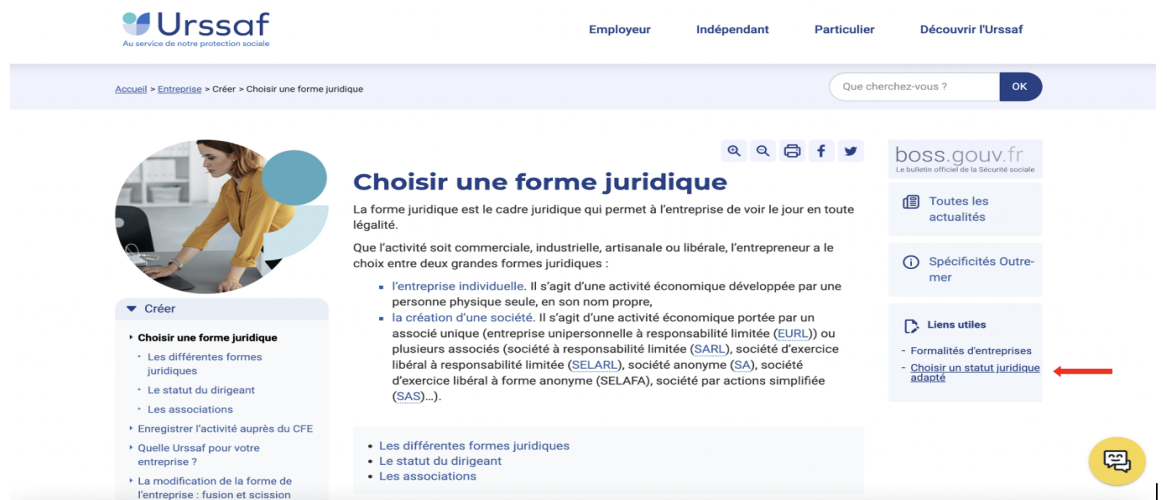 Urssaf
Au service de notre protection sociale
Employeur
Indépendant
Particulier
Découvrir l'Urssaf
Accueil > Entreprise > Créer > Choisir une forme juridique
Que cherchez-vous ?
OK
Choisir une forme juridique
La forme juridique est le cadre juridique qui permet à l'entreprise de voir le jour en toute
légalité.
Que l'activité soit commerciale, industrielle, artisanale ou libérale, l'entrepreneur a le
choix entre deux grandes formes juridiques :
l'entreprise individuelle. Il s'agit d'une activité économique développée par une
personne physique seule, en son nom propre,
la création d'une société. Il s'agit d'une activité économique portée par un
associé unique (entreprise unipersonnelle à responsabilité limitée (EURL)) ou
plusieurs associés (société à responsabilité limitée (SARL), société d'exercice
libéral à responsabilité limitée (SELARL), société anonyme (SA), société
d'exercice libéral à forme anonyme (SELAFA), société par actions simplifiée
(SAS)...).
• Les différentes formes juridiques
• Le statut du dirigeant
• Les associations
Créer
Choisir une forme juridique
Les différentes formes
juridiques
Le statut du dirigeant
Les associations
Enregistrer l'activité auprès du CFE
Quelle Urssaf pour votre
entreprise ?
La modification de la forme de
l'entreprise : fusion et scission
boss.gouv.fr
Le bulletin officiel de la Sécurité sociale
Toutes les
actualités
Spécificités Outre-
mer
Liens utiles
- Formalités d'entreprises
- Choisir un statut juridique
adapté